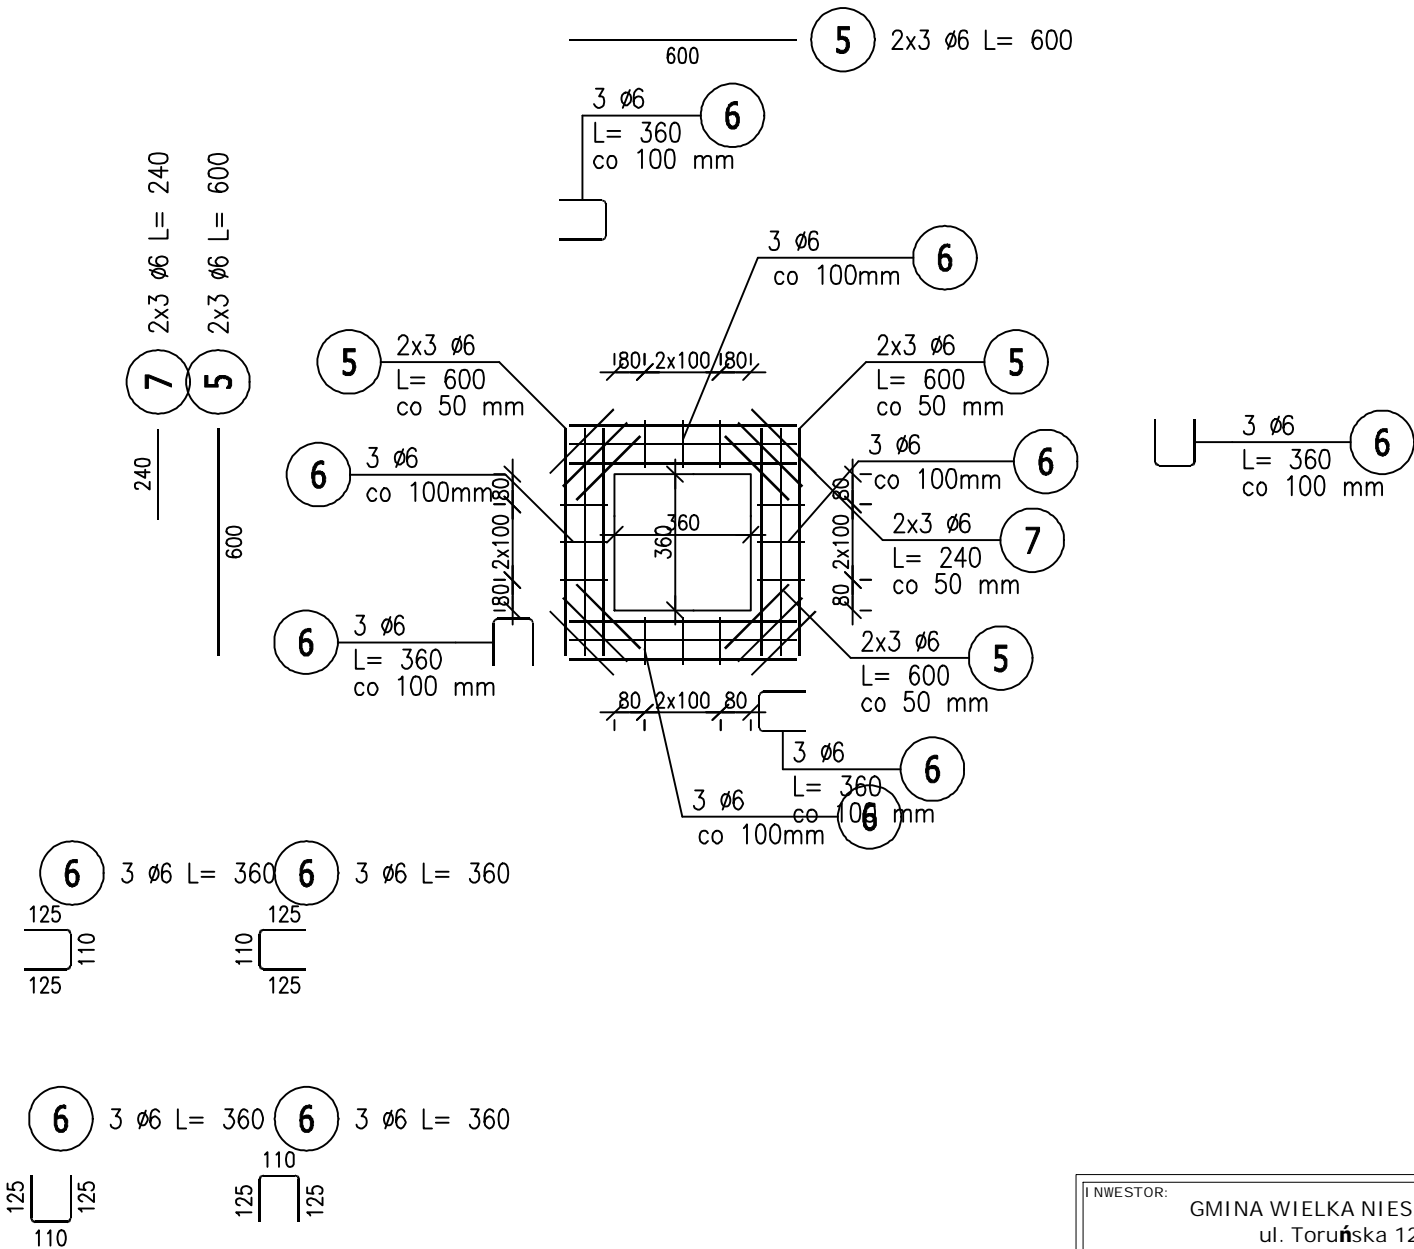 600
5 2x3 ø6 L= 600
3 ø6 6
L= 360
co 100 mm
2x3 ø6 L= 240
7
240
2x3 ø6 L= 600
5
600
3 ø6 6
co 100mm
5 2x3 ø6
L= 600
co 50 mm
80 2x100 80
2x3 ø6 5
L= 600
co 50 mm
6 3 ø6
co 100mm
80 2x100 80
360
360
3 ø6 6
co 100mm
80 2x100 80
3 ø6 6
L= 360
co 100 mm
2x3 ø6 7
L= 240
co 50 mm
6 3 ø6
L= 360
co 100 mm
2x3 ø6 5
L= 600
co 50 mm
80 2x100 80
3 ø6 6
L= 360
co 100 mm
3 ø6 6
co 100mm
6 3 ø6 L= 360
125
110
125
6 3 ø6 L= 360
125
110
125
6 3 ø6 L= 360
125 125
110
6 3 ø6 L= 360
110
125 125
INWESTOR:
GMINA WIELKA NIES
ul. Toruńska 12